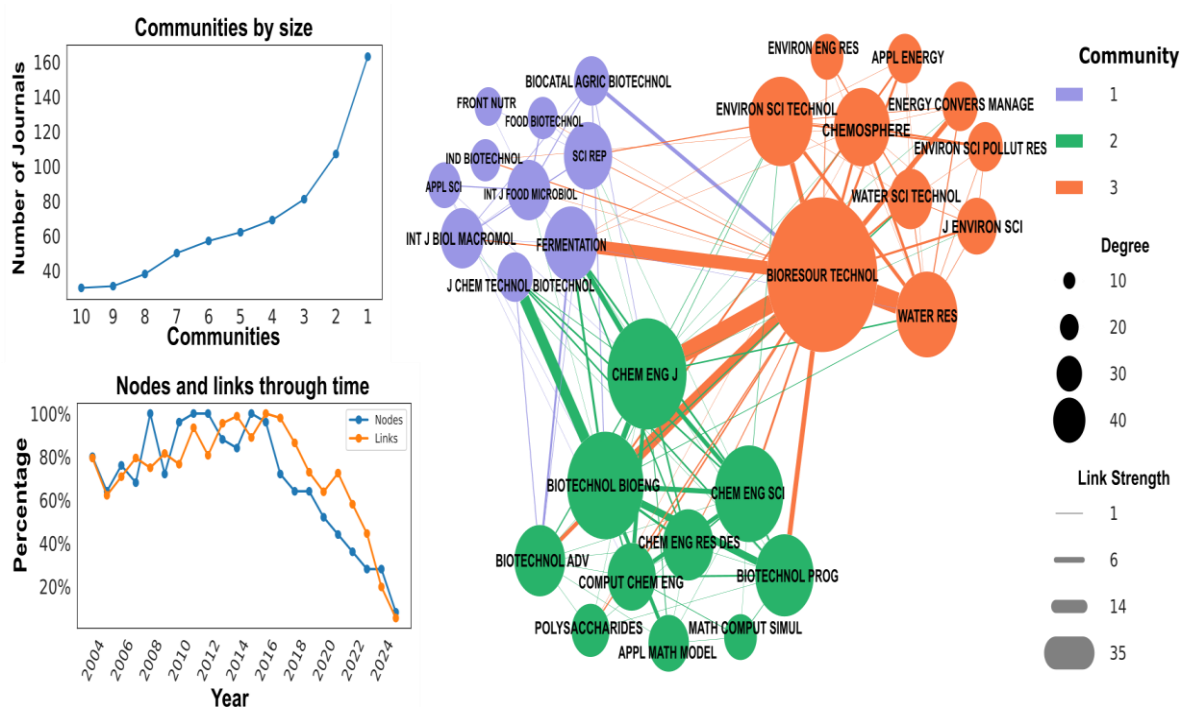 Communities by size
Number of Journals
160
140
120
100
80
60
40
10 9 8 7 6 5 4 3 2 1
Communities
Nodes and links through time
Nodes
Links
Percentage
100%
80%
60%
40%
20%
2004 2006 2008 2010 2012 2014 2016 2018 2020 2022 2024
Year
ENVIRON ENG RES
APPL ENERGY
BIOCATAL AGRIC BIOTECHNOL
FRONT NUTR
FOOD BIOTECHNOL
ENVIRON SCI TECHNOL
ENERGY CONVERS MANAGE
CHEMOSPHERE
ENVIRON SCI POLLUT RES
IND BIOTECHNOL
SCI REP
APPL SCI
INT J FOOD MICROBIOL
WATER SCI TECHNOL
J ENVIRON SCI
INT J BIOL MACROMOL
FERMENTATION
BIORESOUR TECHNOL
J CHEM TECHNOL BIOTECHNOL
WATER RES
CHEM ENG J
BIOTECHNOL BIOENG
CHEM ENG SCI
CHEM ENG RES DES
BIOTECHNOL ADV
COMPUT CHEM ENG
BIOTECHNOL PROG
POLYSACCHARIDES
MATH COMPUT SIMUL
APPL MATH MODEL
Community
1
2
3
Degree
10
20
30
40
Link Strength
1
6
14
35